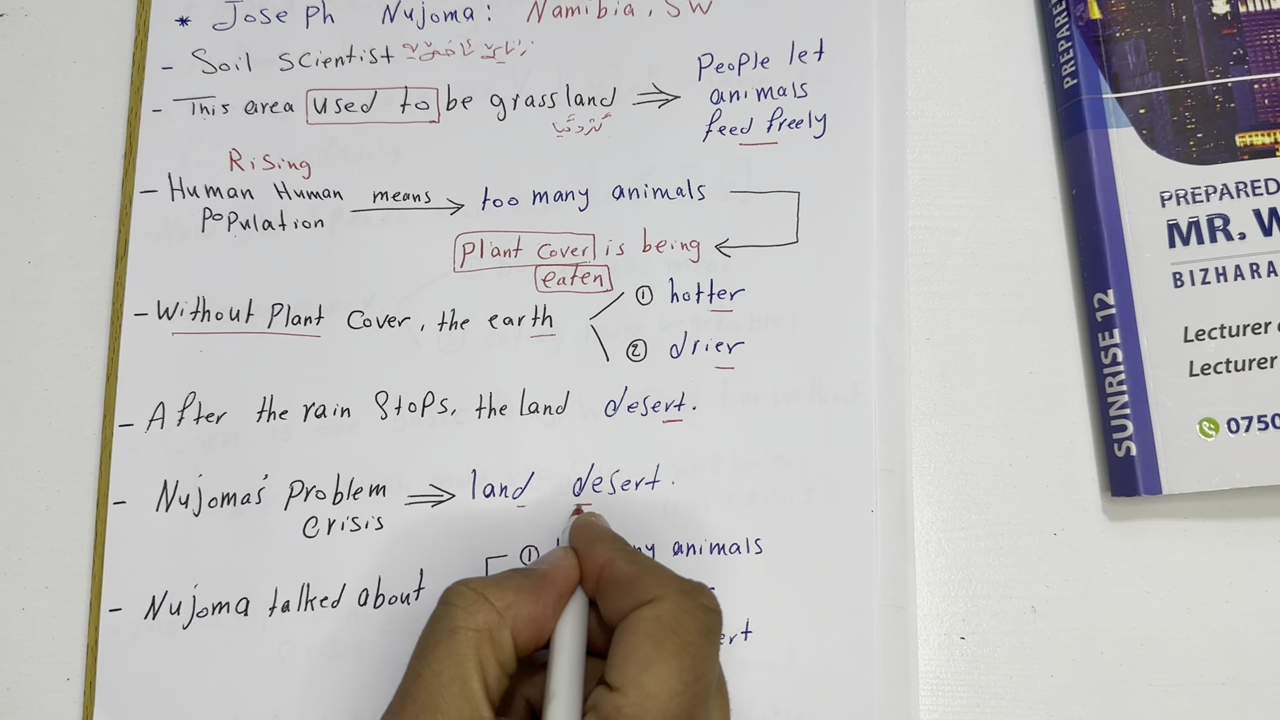 * Joseph Nujoma: Namibia, SW
- Soil scientist
- This area used to be grassland ⇒ People let animals feed freely
Rising
- Human Human Population means → too many animals
Plant cover is being eaten
- Without Plant Cover, the earth
① hotter
② drier
- After the rain stops, the land desert.
- Nujoma's Problem ⇒ land desert.
Crisis
- Nujoma talked about
① animals
PREPARED
SUNRISE 12
PREPARED
MR. W
BIZHARA
Lecturer
Lecturer
0750